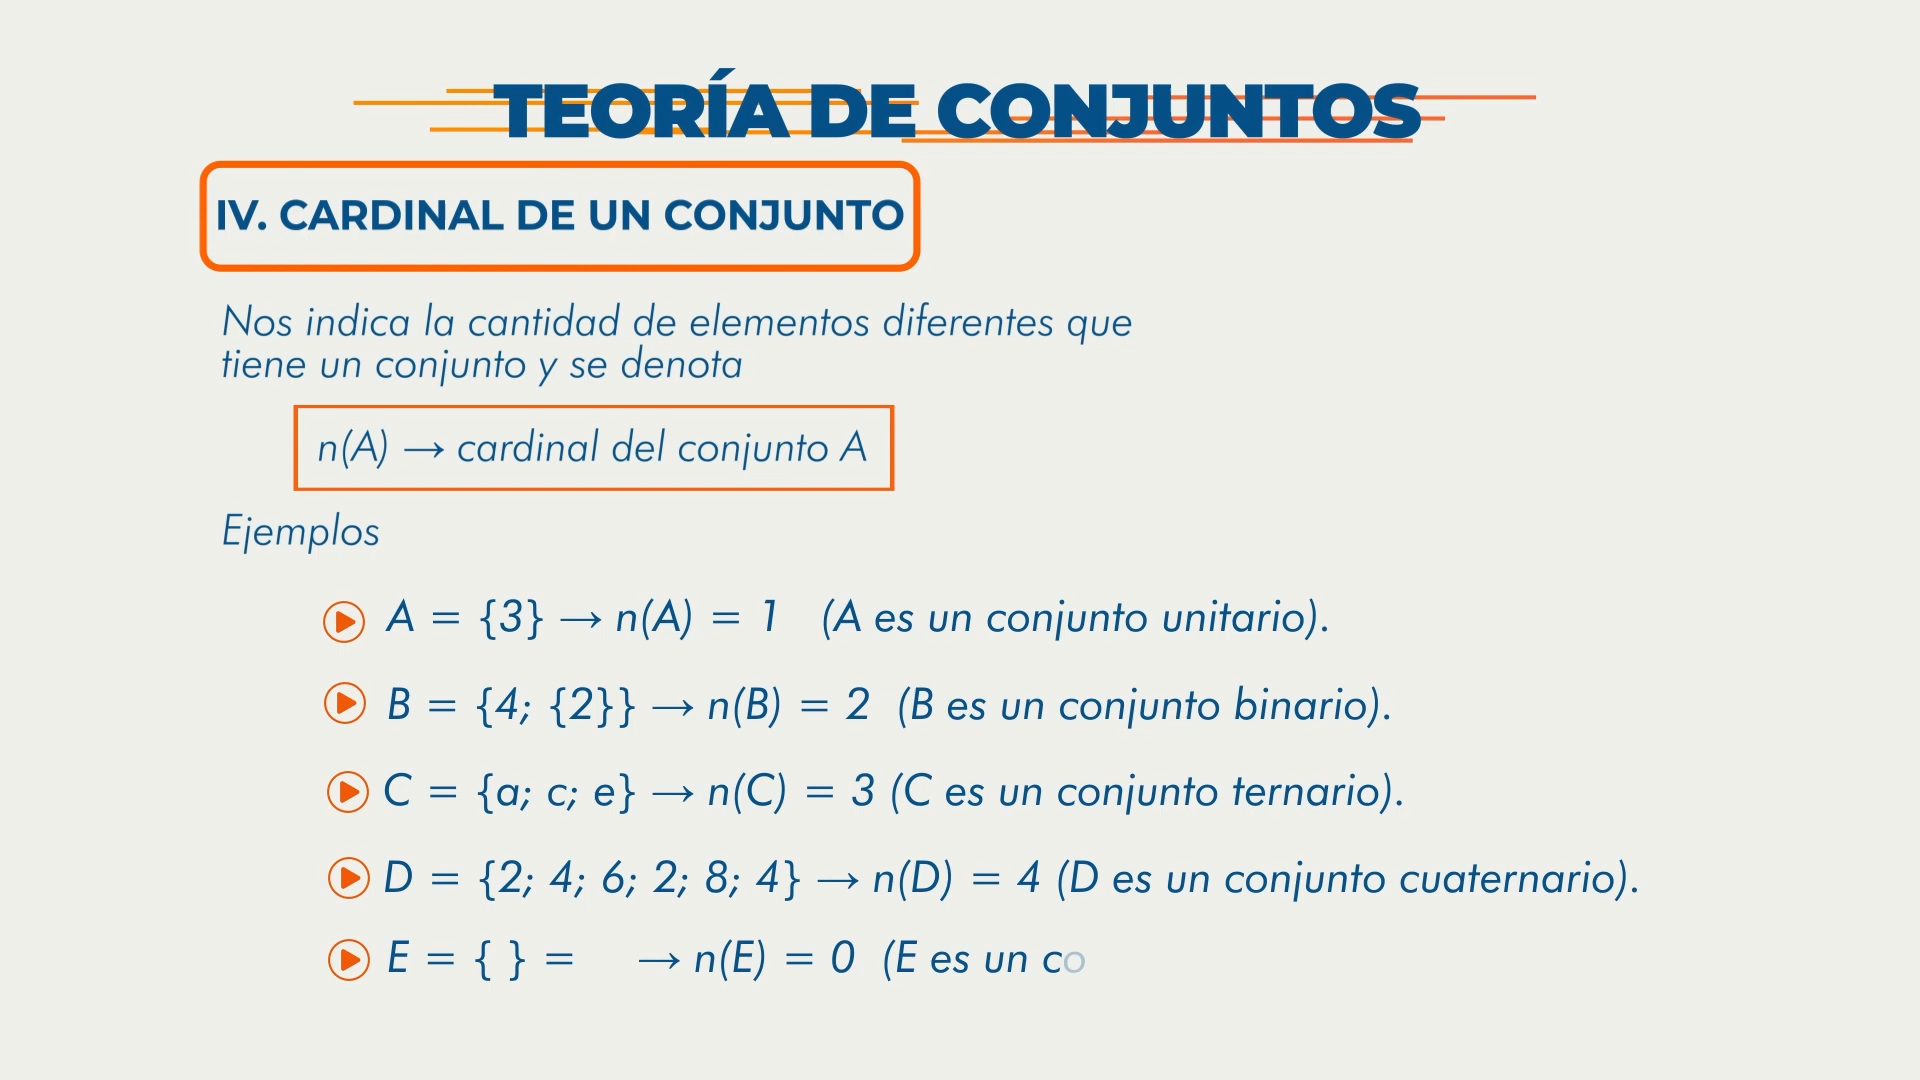 TEORÍA DE CONJUNTOS
IV. CARDINAL DE UN CONJUNTO
Nos indica la cantidad de elementos diferentes que
tiene un conjunto y se denota
n(A) → cardinal del conjunto A
Ejemplos
A = {3} → n(A) = 1 (A es un conjunto unitario).
B = {4; {2}} → n(B) = 2 (B es un conjunto binario).
C = {a; c; e} → n(C) = 3 (C es un conjunto ternario).
D = {2; 4; 6; 2; 8; 4} → n(D) = 4 (D es un conjunto cuaternario).
E = { } = → n(E) = 0 (E es un co